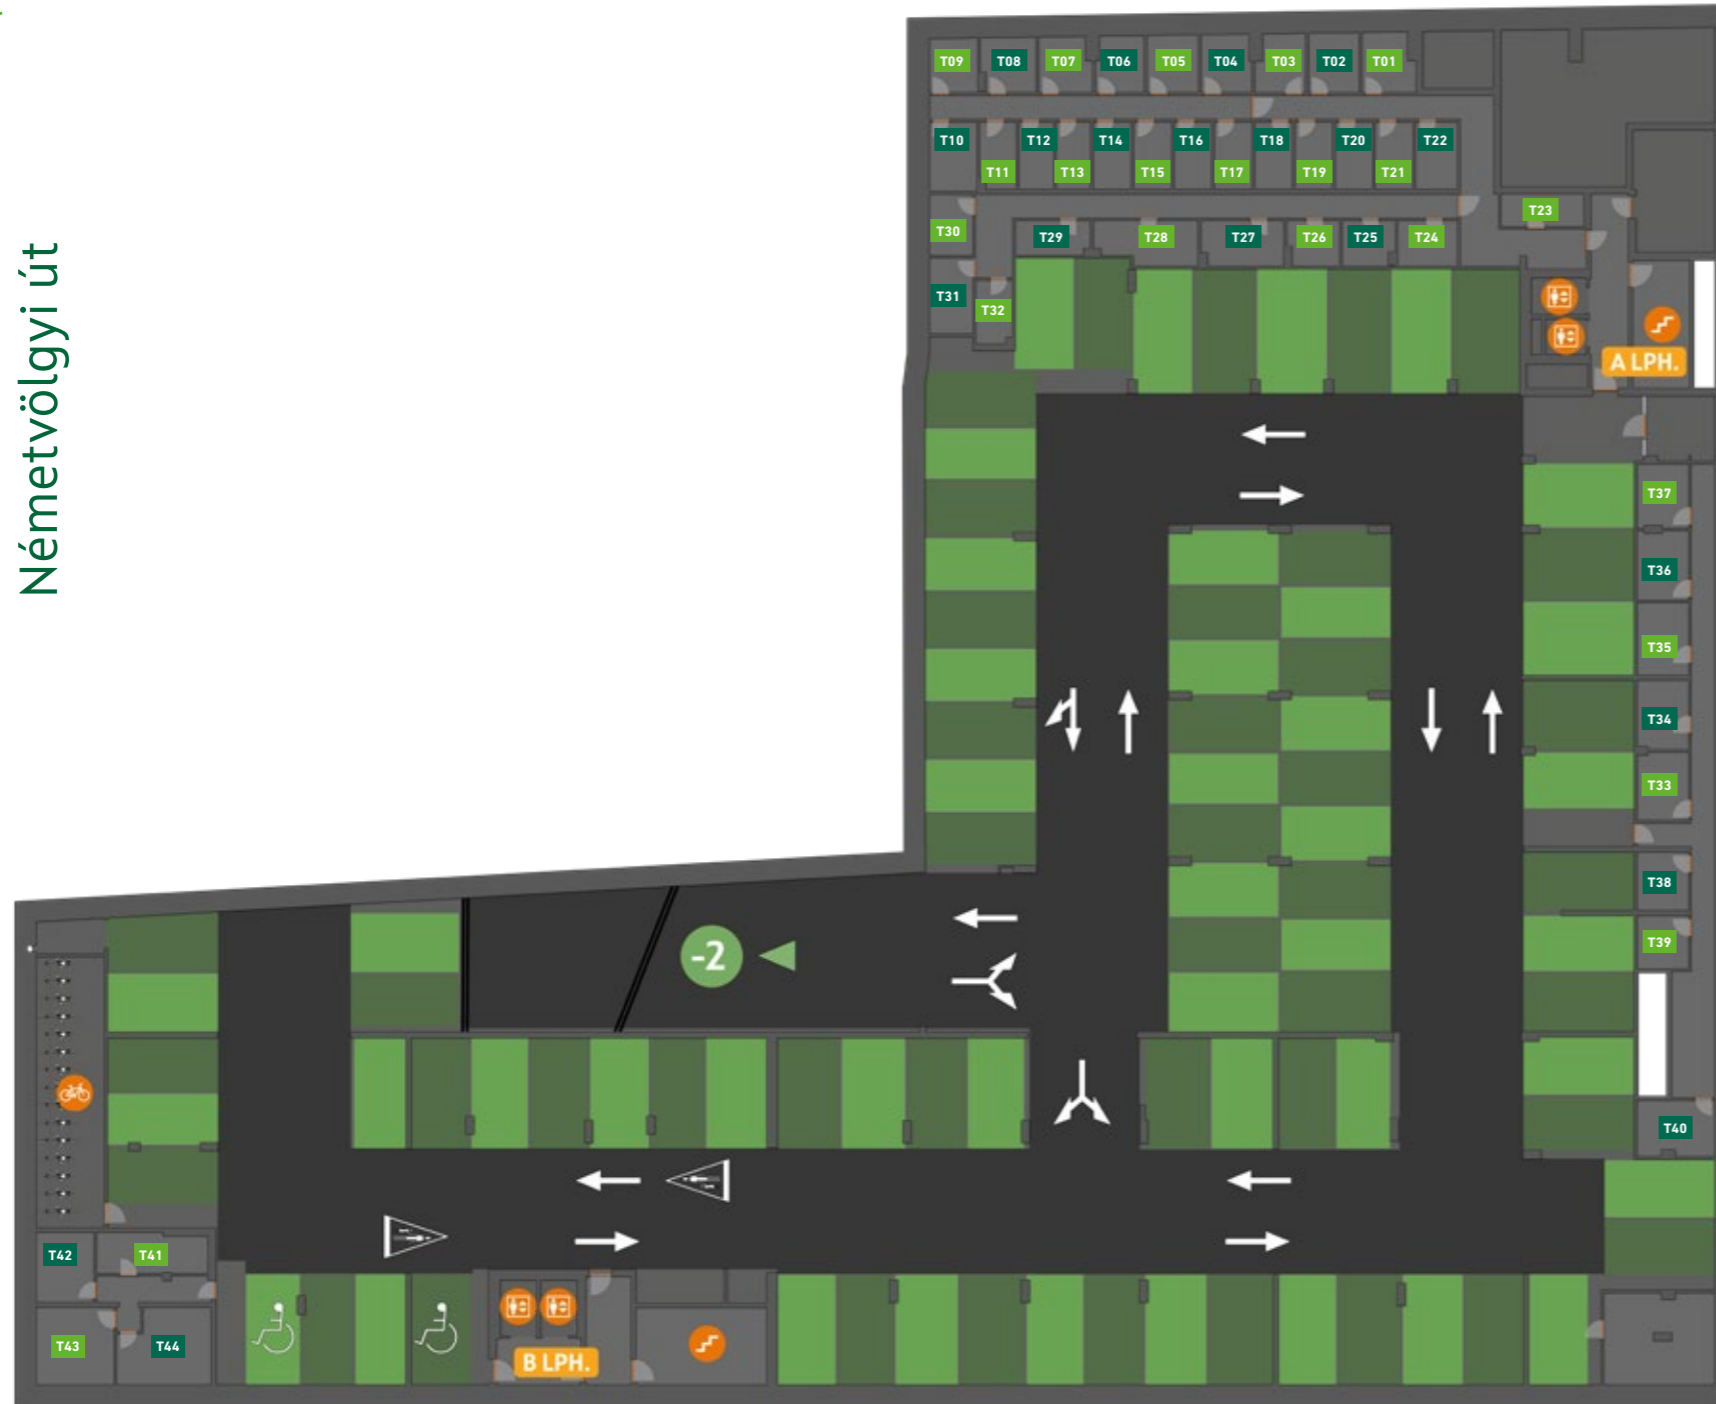 Németvölgyi út
T09 T08 T07 T06 T05 T04 T03 T02 T01
T10 T12 T14 T16 T18 T20 T22
T11 T13 T15 T17 T19 T21
T23
T30 T29 T28 T27 T26 T25 T24
T31
T32
A LPH.
T37
T36
T35
T34
T33
T38
T39
-2
T40
T42 T41
T43 T44
B LPH.